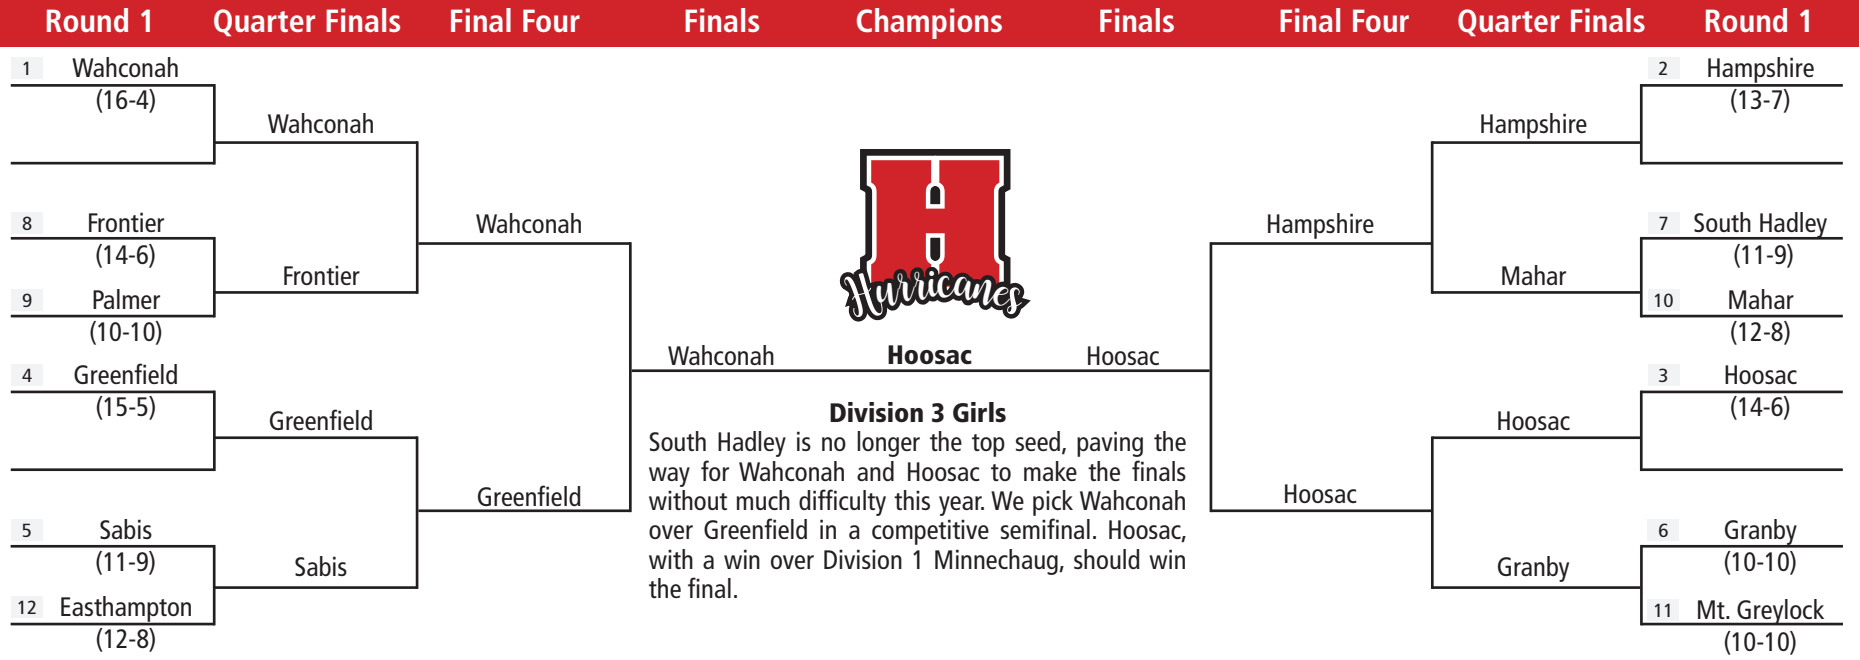 Round 1 Quarter Finals Final Four Finals Champions Finals Final Four Quarter Finals Round 1
1 Wahconah
(16-4)
8 Frontier
(14-6)
9 Palmer
(10-10)
4 Greenfield
(15-5)
5 Sabis
(11-9)
12 Easthampton
(12-8)
Wahconah
Frontier
Greenfield
Sabis
Wahconah
Greenfield
Wahconah
H
Hurricanes
Hoosac
Division 3 Girls
South Hadley is no longer the top seed, paving the
way for Wahconah and Hoosac to make the finals
without much difficulty this year. We pick Wahconah
over Greenfield in a competitive semifinal. Hoosac,
with a win over Division 1 Minnechaug, should win
the final.
Hoosac
Hampshire
Hoosac
Hampshire
Mahar
Hoosac
Granby
2 Hampshire
(13-7)
7 South Hadley
(11-9)
10 Mahar
(12-8)
3 Hoosac
(14-6)
6 Granby
(10-10)
11 Mt. Greylock
(10-10)